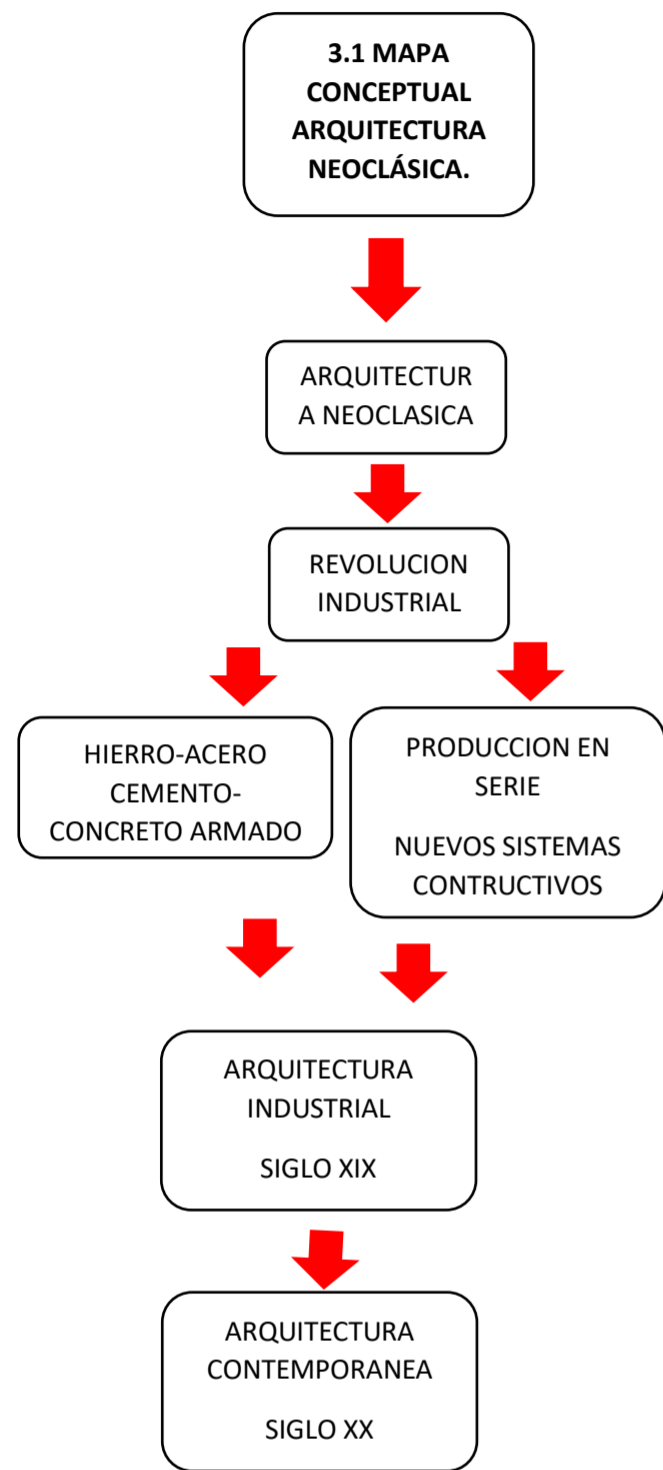 3.1 MAPA
CONCEPTUAL
ARQUITECTURA
NEOCLÁSICA.
ARQUITECTUR
A NEOCLASICA
REVOLUCION
INDUSTRIAL
HIERRO-ACERO
CEMENTO-
CONCRETO ARMADO
PRODUCCION EN
SERIE
NUEVOS SISTEMAS
CONTRUCTIVOS
ARQUITECTURA
INDUSTRIAL
SIGLO XIX
ARQUITECTURA
CONTEMPORANEA
SIGLO XX